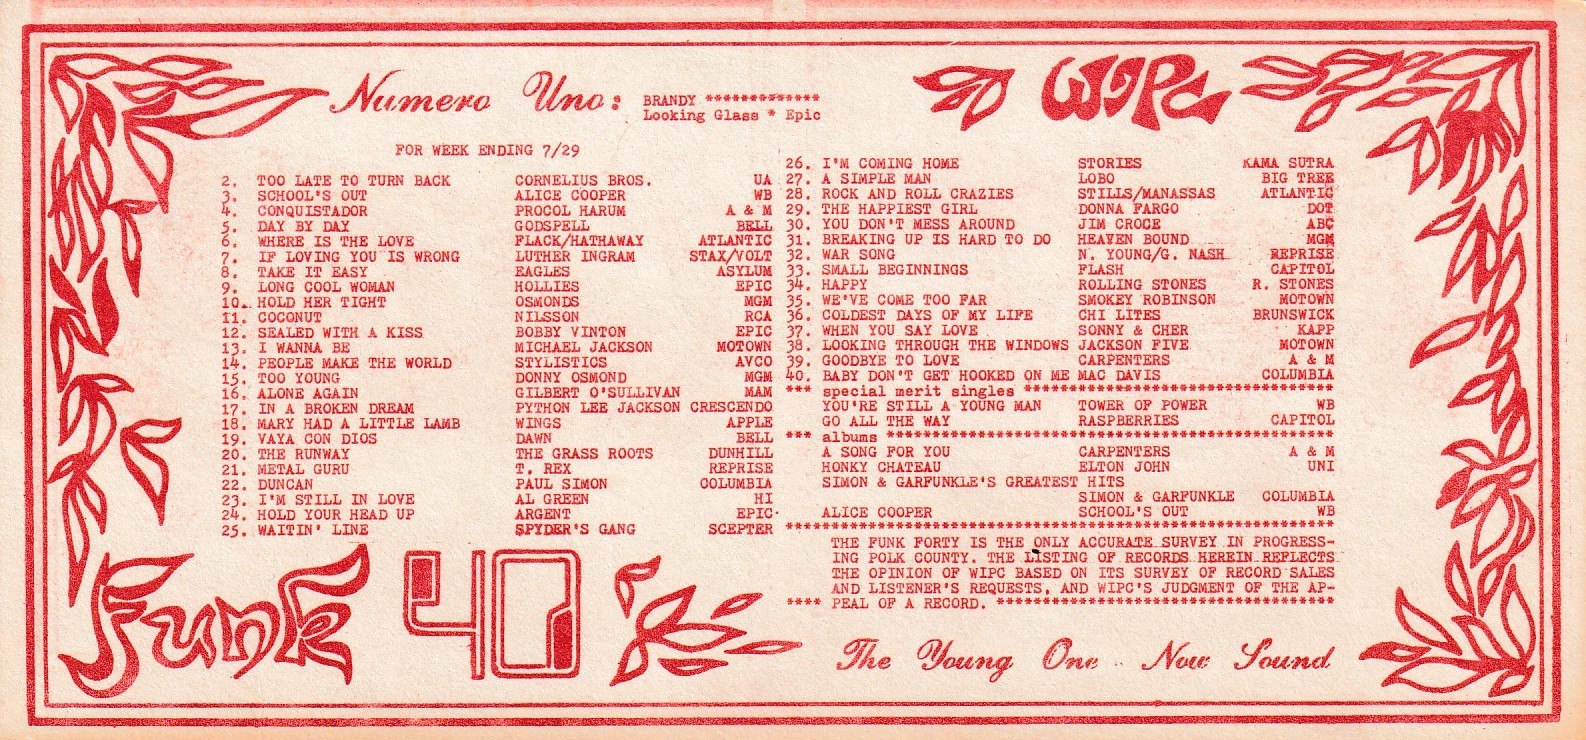 Numero Uno: BRANDY *************
Looking Glass * Epic
WIPC
FOR WEEK ENDING 7/29
2. TOO LATE TO TURN BACK CORNELIUS BROS. UA
3. SCHOOL'S OUT ALICE COOPER WB
4. CONQUISTADOR PROCOL HARUM A & M
5. DAY BY DAY GODSPELL BELL
6. WHERE IS THE LOVE FLACK/HATHAWAY ATLANTIC
7. IF LOVING YOU IS WRONG LUTHER INGRAM STAX/VOLT
8. TAKE IT EASY EAGLES ASYLUM
9. LONG COOL WOMAN HOLLIES EPIC
10. HOLD HER TIGHT OSMONDS MGM
11. COCONUT NILSSON RCA
12. SEALED WITH A KISS BOBBY VINTON EPIC
13. I WANNA BE MICHAEL JACKSON MOTOWN
14. PEOPLE MAKE THE WORLD STYLISTICS AVCO
15. TOO YOUNG DONNY OSMOND MGM
16. ALONE AGAIN GILBERT O'SULLIVAN MAM
17. IN A BROKEN DREAM PYTHON LEE JACKSON CRESCENDO
18. MARY HAD A LITTLE LAMB WINGS APPLE
19. VAYA CON DIOS DAWN BELL
20. THE RUNWAY THE GRASS ROOTS DUNHILL
21. METAL GURU T. REX REPRISE
22. DUNCAN PAUL SIMON COLUMBIA
23. I'M STILL IN LOVE AL GREEN HI
24. HOLD YOUR HEAD UP ARGENT EPIC
25. WAITIN' LINE SPYDER'S GANG SCEPTER
26. I'M COMING HOME STORIES KAMA SUTRA
27. A SIMPLE MAN LOBO BIG TREE
28. ROCK AND ROLL CRAZIES STILLS/MANASSAS ATLANTIC
29. THE HAPPIEST GIRL DONNA FARGO DOT
30. YOU DON'T MESS AROUND JIM CROCE ABC
31. BREAKING UP IS HARD TO DO HEAVEN BOUND MGM
32. WAR SONG N. YOUNG/G. NASH REPRISE
33. SMALL BEGINNINGS FLASH CAPITOL
34. HAPPY ROLLING STONES R. STONES
35. WE'VE COME TOO FAR SMOKEY ROBINSON MOTOWN
36. COLDEST DAYS OF MY LIFE CHI LITES BRUNSWICK
37. WHEN YOU SAY LOVE SONNY & CHER KAPP
38. LOOKING THROUGH THE WINDOWS JACKSON FIVE MOTOWN
39. GOODBYE TO LOVE CARPENTERS A & M
40. BABY DON'T GET HOOKED ON ME MAC DAVIS COLUMBIA
*** special merit singles ***********************************
YOU'RE STILL A YOUNG MAN TOWER OF POWER WB
GO ALL THE WAY RASPBERRIES CAPITOL
*** albums **************************************************
A SONG FOR YOU CARPENTERS A & M
HONKY CHATEAU ELTON JOHN UNI
SIMON & GARFUNKLE'S GREATEST HITS
SIMON & GARFUNKLE COLUMBIA
ALICE COOPER SCHOOL'S OUT WB
*************************************************************
THE FUNK FORTY IS THE ONLY ACCURATE SURVEY IN PROGRESS-
ING POLK COUNTY. THE LISTING OF RECORDS HEREIN REFLECTS
THE OPINION OF WIPC BASED ON ITS SURVEY OF RECORD SALES
AND LISTENER'S REQUESTS, AND WIPC'S JUDGMENT OF THE AP-
**** PEAL OF A RECORD. **************************************
Funk 40
The Young One .. Now Sound